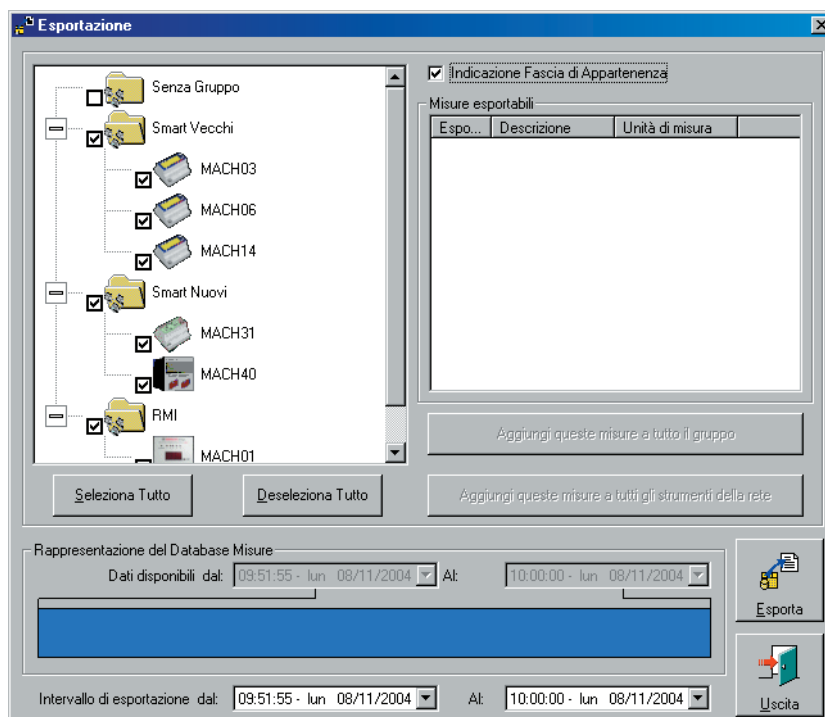 Esportazione
Senza Gruppo
Smart Vecchi
MACH03
MACH06
MACH14
Smart Nuovi
MACH31
MACH40
RMI
MACH01
Seleziona Tutto
Deseleziona Tutto
Indicazione Fascia di Appartenenza
Misure esportabili
Espo... Descrizione Unità di misura
Aggiungi queste misure a tutto il gruppo
Aggiungi queste misure a tutti gli strumenti della rete
Rappresentazione del Database Misure
Dati disponibili dal: 09:51:55 - lun 08/11/2004 Al: 10:00:00 - lun 08/11/2004
Esporta
Intervallo di esportazione dal: 09:51:55 - lun 08/11/2004 Al: 10:00:00 - lun 08/11/2004
Uscita